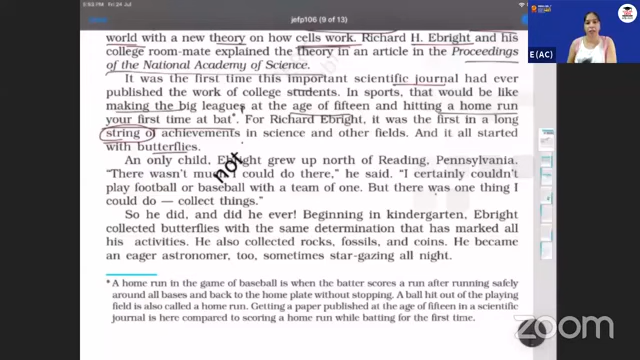 5:53 PM Fri 24 Jul
jefp106 (9 of 13)
world with a new theory on how cells work. Richard H. Ebright and his
college room-mate explained the theory in an article in the Proceedings
of the National Academy of Science.
It was the first time this important scientific journal had ever
published the work of college students. In sports, that would be like
making the big leagues at the age of fifteen and hitting a home run
your first time at bat*. For Richard Ebright, it was the first in a long
string of achievements in science and other fields. And it all started
with butterflies.
An only child, Ebright grew up north of Reading, Pennsylvania.
“There wasn't much I could do there,” he said. “I certainly couldn't
not
play football or baseball with a team of one. But there was one thing I
could do — collect things.”
So he did, and did he ever! Beginning in kindergarten, Ebright
collected butterflies with the same determination that has marked all
his activities. He also collected rocks, fossils, and coins. He became
an eager astronomer, too, sometimes star-gazing all night.
* A home run in the game of baseball is when the batter scores a run after running safely
around all bases and back to the home plate without stopping. A ball hit out of the playing
field is also called a home run. Getting a paper published at the age of fifteen in a scientific
journal is here compared to scoring a home run while batting for the first time.
E (AC)
zoom